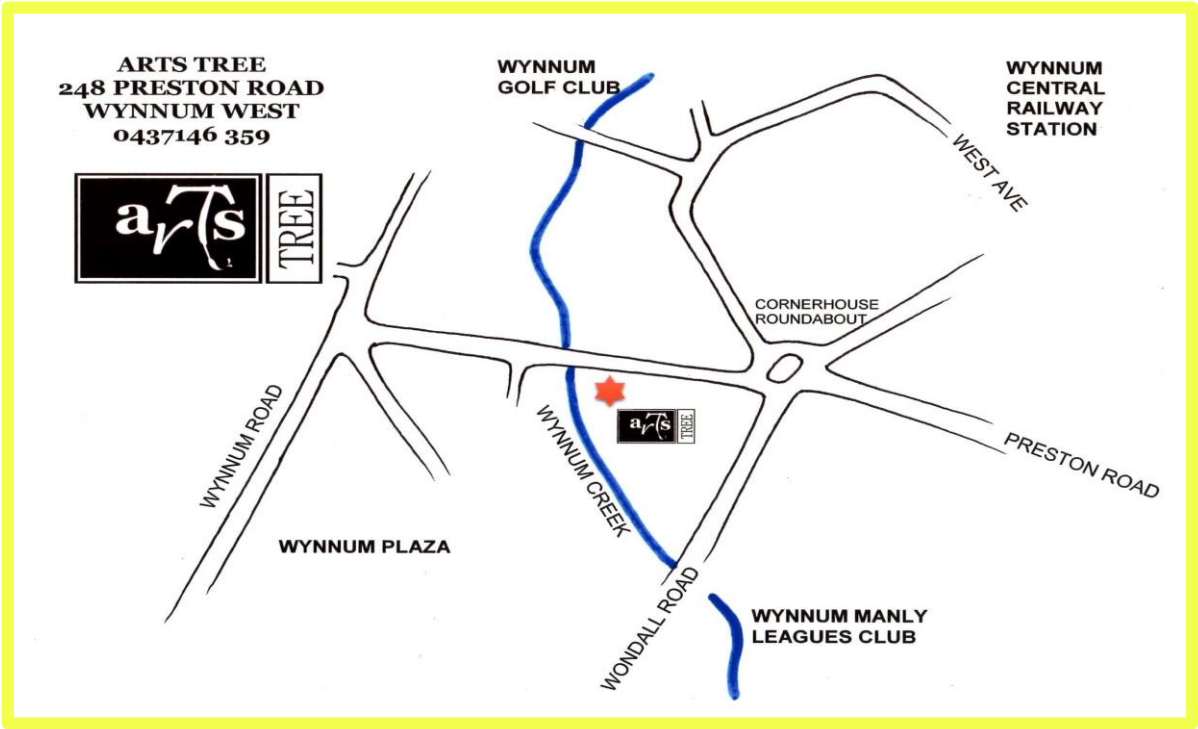 ARTS TREE
248 PRESTON ROAD
WYNNUM WEST
0437146 359
arTs
TREE
WYNNUM
GOLF CLUB
WYNNUM
CENTRAL
RAILWAY
STATION
WEST AVE
CORNERHOUSE
ROUNDABOUT
WYNNUM ROAD
arTs
TREE
WYNNUM CREEK
PRESTON ROAD
WYNNUM PLAZA
WONDALL ROAD
WYNNUM MANLY
LEAGUES CLUB